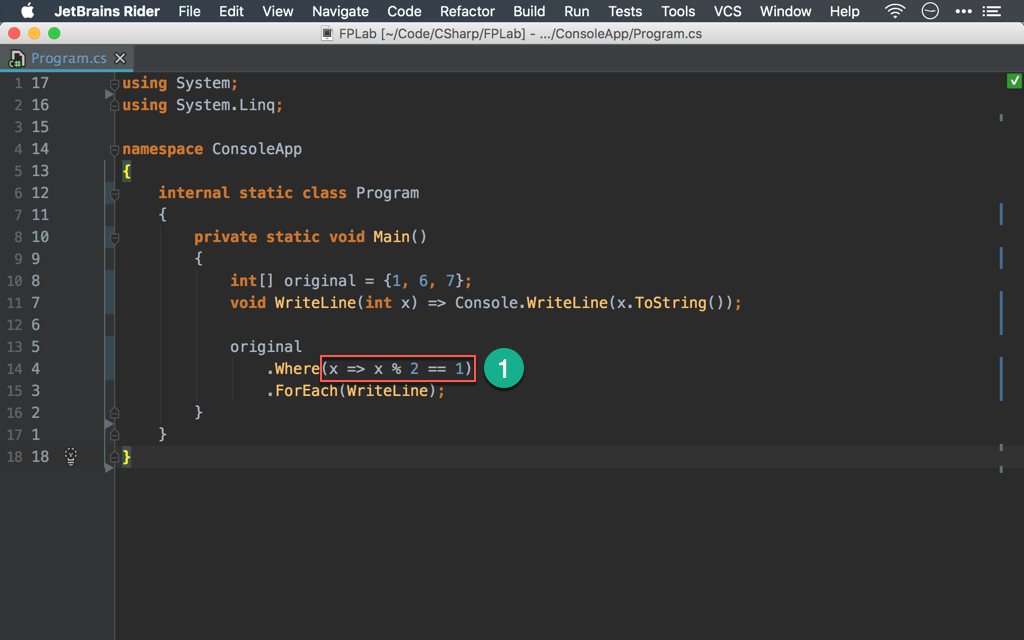 JetBrains Rider File Edit View Navigate Code Refactor Build Run Tests Tools VCS Window Help
FPLab [~/Code/CSharp/FPLab] - .../ConsoleApp/Program.cs
C# Program.cs
1 17 using System;
2 16 using System.Linq;
3 15
4 14 namespace ConsoleApp
5 13 {
6 12 internal static class Program
7 11 {
8 10 private static void Main()
9 9 {
10 8 int[] original = {1, 6, 7};
11 7 void WriteLine(int x) => Console.WriteLine(x.ToString());
12 6
13 5 original
14 4 .Where(x => x % 2 == 1) 1
15 3 .ForEach(WriteLine);
16 2 }
17 1 }
18 18 }